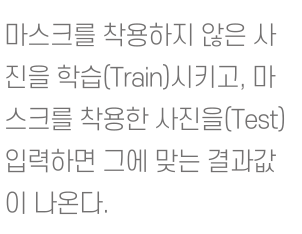 마스크를 착용하지 않은 사
진을 학습(Train)시키고, 마
스크를 착용한 사진을(Test)
입력하면 그에 맞는 결과값
이 나온다.